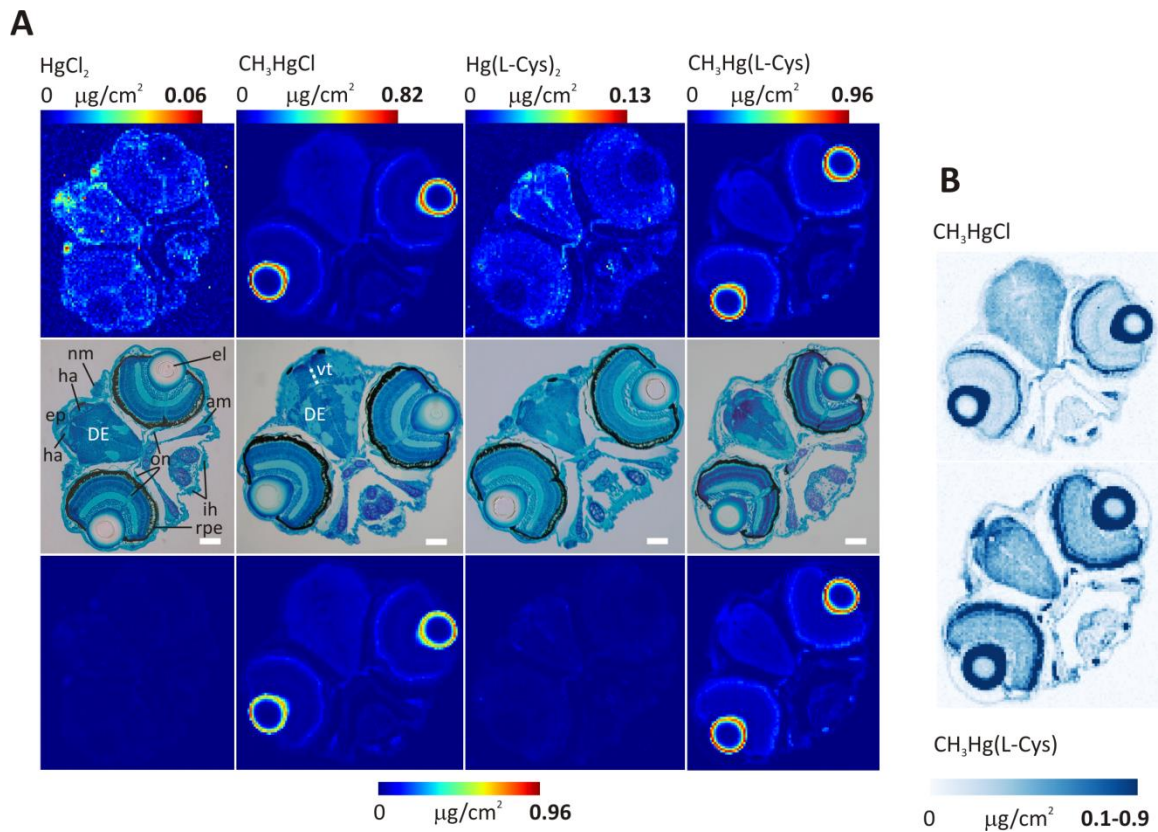 A
HgCl₂ CH₃HgCl Hg(L-Cys)₂ CH₃Hg(L-Cys)
0 µg/cm² 0.06 0 µg/cm² 0.82 0 µg/cm² 0.13 0 µg/cm² 0.96
nm el vt
ha
ep am
DE DE
ha on
ih
rpe
0 µg/cm² 0.96
B
CH₃HgCl
CH₃Hg(L-Cys)
0 µg/cm² 0.1-0.9